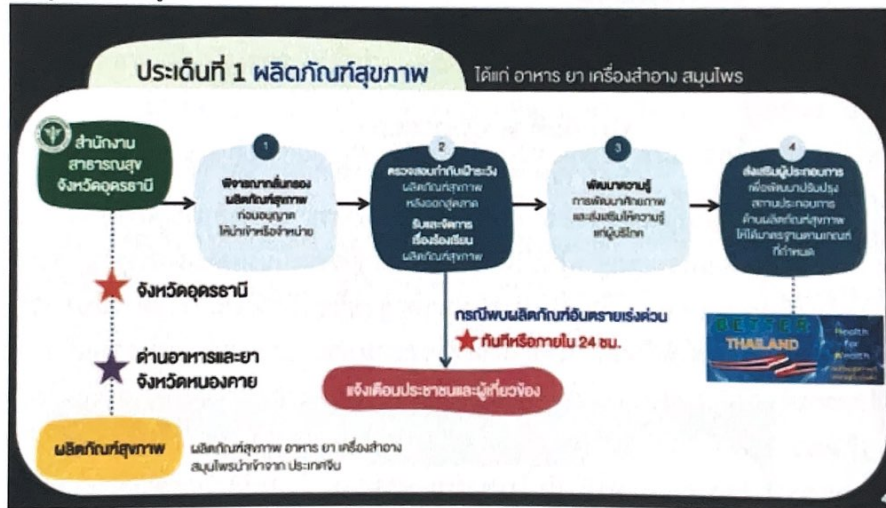 ประเด็นที่ 1 ผลิตภัณฑ์สุขภาพ
ได้แก่ อาหาร ยา เครื่องสำอาง สมุนไพร
สำนักงาน
สาธารณสุข
จังหวัดอุดรธานี
1
พิจารณากลั่นกรอง
ผลิตภัณฑ์สุขภาพ
ก่อนอนุญาต
ให้นำเข้าหรือจำหน่าย
2
ตรวจสอบกำกับเฝ้าระวัง
ผลิตภัณฑ์สุขภาพ
หลังออกสู่ตลาด
รับและจัดการ
เรื่องร้องเรียน
ผลิตภัณฑ์สุขภาพ
3
พัฒนาความรู้
การพัฒนาศักยภาพ
และส่งเสริมให้ความรู้
แก่ผู้บริโภค
4
ส่งเสริมผู้ประกอบการ
เพื่อพัฒนาปรับปรุง
สถานประกอบการ
ด้านผลิตภัณฑ์สุขภาพ
ให้ได้มาตรฐานตามเกณฑ์
ที่กำหนด
จังหวัดอุดรธานี
ด่านอาหารและยา
จังหวัดหนองคาย
กรณีพบผลิตภัณฑ์อันตรายเร่งด่วน
ทันทีหรือภายใน 24 ชม.
แจ้งเตือนประชาชนและผู้เกี่ยวข้อง
BETTER
THAILAND
Health
for
Wealth
ผลิตภัณฑ์สุขภาพ
ผลิตภัณฑ์สุขภาพ อาหาร ยา เครื่องสำอาง
สมุนไพรนำเข้าจาก ประเทศจีน